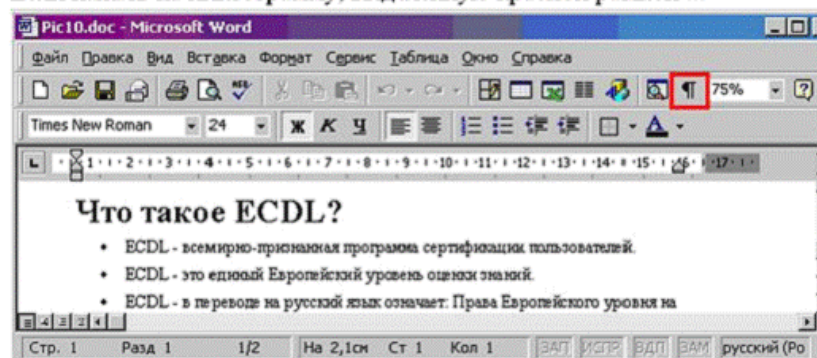 Pic10.doc - Microsoft Word
Файл Правка Вид Вставка Формат Сервис Таблица Окно Справка
¶ 75%
Times New Roman 24 Ж К Ч А
1 2 3 4 5 6 7 8 9 10 11 12 13 14 15 16 17
Что такое ECDL?
• ECDL - всемирно-признанная программа сертификации пользователей.
• ECDL - это единый Европейский уровень оценки знаний.
• ECDL - в переводе на русский язык означает: Права Европейского уровня на
Стр. 1 Разд 1 1/2 На 2,1см Ст 1 Кол 1 ЗАП ИСПР ВДЛ ЗАМ русский (Ро